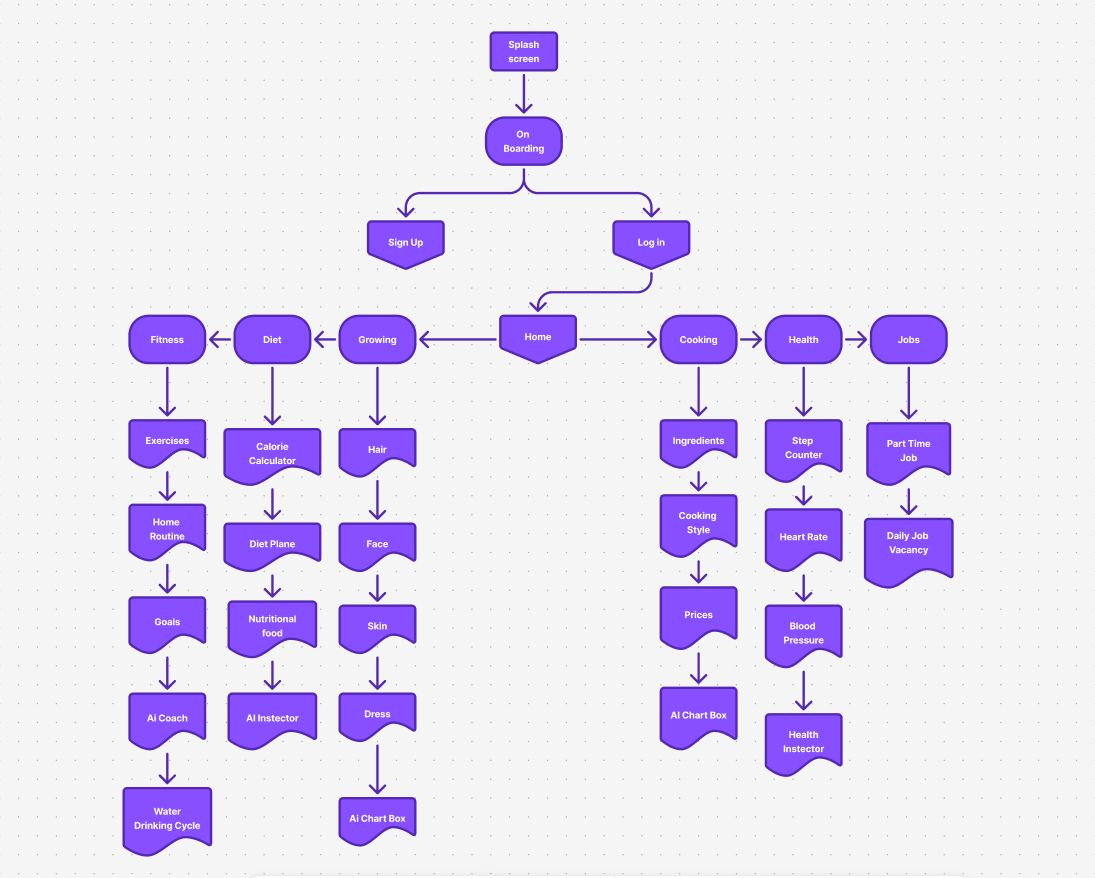 Splash
screen
On
Boarding
Sign Up
Log in
Home
Fitness
Diet
Growing
Cooking
Health
Jobs
Exercises
Home
Routine
Goals
Ai Coach
Water
Drinking Cycle
Calorie
Calculator
Diet Plane
Nutritional
food
AI Instector
Hair
Face
Skin
Dress
Ai Chart Box
Ingredients
Cooking
Style
Prices
AI Chart Box
Step
Counter
Heart Rate
Blood
Pressure
Health
Instector
Part Time
Job
Daily Job
Vacancy